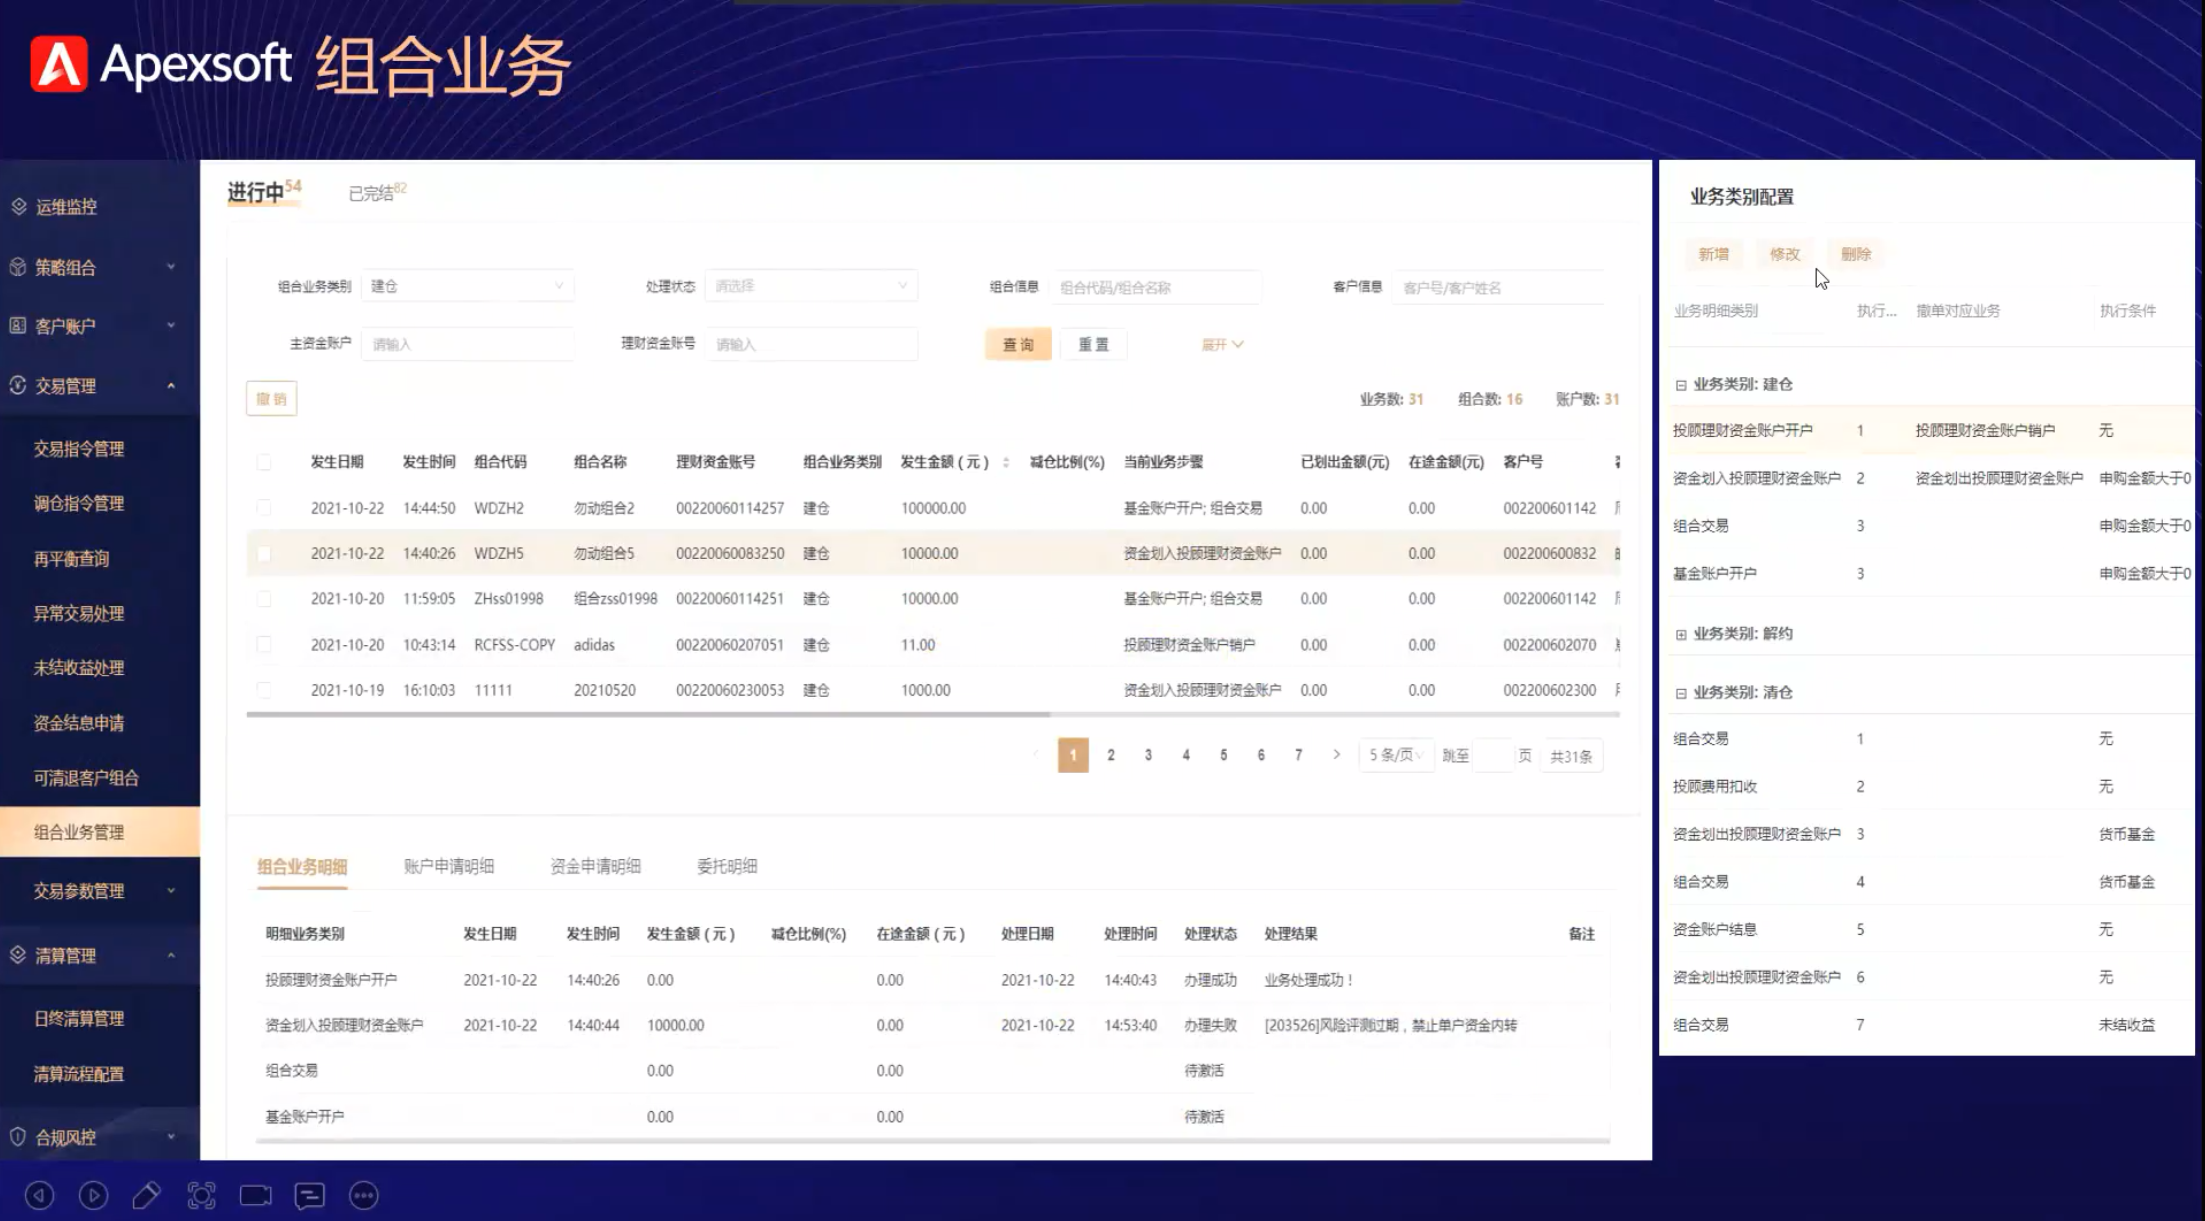 Apexsoft 组合业务
运维监控
策略组合
客户账户
交易管理
交易指令管理
调仓指令管理
再平衡查询
异常交易处理
未结收益处理
资金结息申请
可清退客户组合
组合业务管理
交易参数管理
清算管理
日终清算管理
清算流程配置
合规风控
进行中54 已完结82
组合业务类别 建仓 处理状态 请选择 组合信息 组合代码/组合名称 客户信息 客户号/客户姓名
主资金账户 请输入 理财资金账号 请输入 查询 重置 展开
撤销 业务数: 31 组合数: 16 账户数: 31
发生日期 发生时间 组合代码 组合名称 理财资金账号 组合业务类别 发生金额 ( 元 ) 减仓比例(%) 当前业务步骤 已划出金额(元) 在途金额(元) 客户号
2021-10-22 14:44:50 WDZH2 勿动组合2 00220060114257 建仓 100000.00 基金账户开户; 组合交易 0.00 0.00 002200601142
2021-10-22 14:40:26 WDZH5 勿动组合5 00220060083250 建仓 10000.00 资金划入投顾理财资金账户 0.00 0.00 002200600832
2021-10-20 11:59:05 ZHss01998 组合zss01998 00220060114251 建仓 10000.00 基金账户开户; 组合交易 0.00 0.00 002200601142
2021-10-20 10:43:14 RCFSS-COPY adidas 00220060207051 建仓 11.00 投顾理财资金账户销户 0.00 0.00 002200602070
2021-10-19 16:10:03 11111 20210520 00220060230053 建仓 1000.00 资金划入投顾理财资金账户 0.00 0.00 002200602300
1 2 3 4 5 6 7 5 条/页 跳至 页 共31条
组合业务明细 账户申请明细 资金申请明细 委托明细
明细业务类别 发生日期 发生时间 发生金额 ( 元 ) 减仓比例(%) 在途金额 ( 元 ) 处理日期 处理时间 处理状态 处理结果 备注
投顾理财资金账户开户 2021-10-22 14:40:26 0.00 0.00 2021-10-22 14:40:43 办理成功 业务处理成功！
资金划入投顾理财资金账户 2021-10-22 14:40:44 10000.00 0.00 2021-10-22 14:53:40 办理失败 [203526]风险评测过期，禁止单户资金内转
组合交易 0.00 0.00 待激活
基金账户开户 0.00 0.00 待激活
业务类别配置
新增 修改 删除
业务明细类别 执行... 撤单对应业务 执行条件
业务类别: 建仓
投顾理财资金账户开户 1 投顾理财资金账户销户 无
资金划入投顾理财资金账户 2 资金划出投顾理财资金账户 申购金额大于0
组合交易 3 申购金额大于0
基金账户开户 3 申购金额大于0
业务类别: 解约
业务类别: 清仓
组合交易 1 无
投顾费用扣收 2 无
资金划出投顾理财资金账户 3 货币基金
组合交易 4 货币基金
资金账户结息 5 无
资金划出投顾理财资金账户 6 无
组合交易 7 未结收益